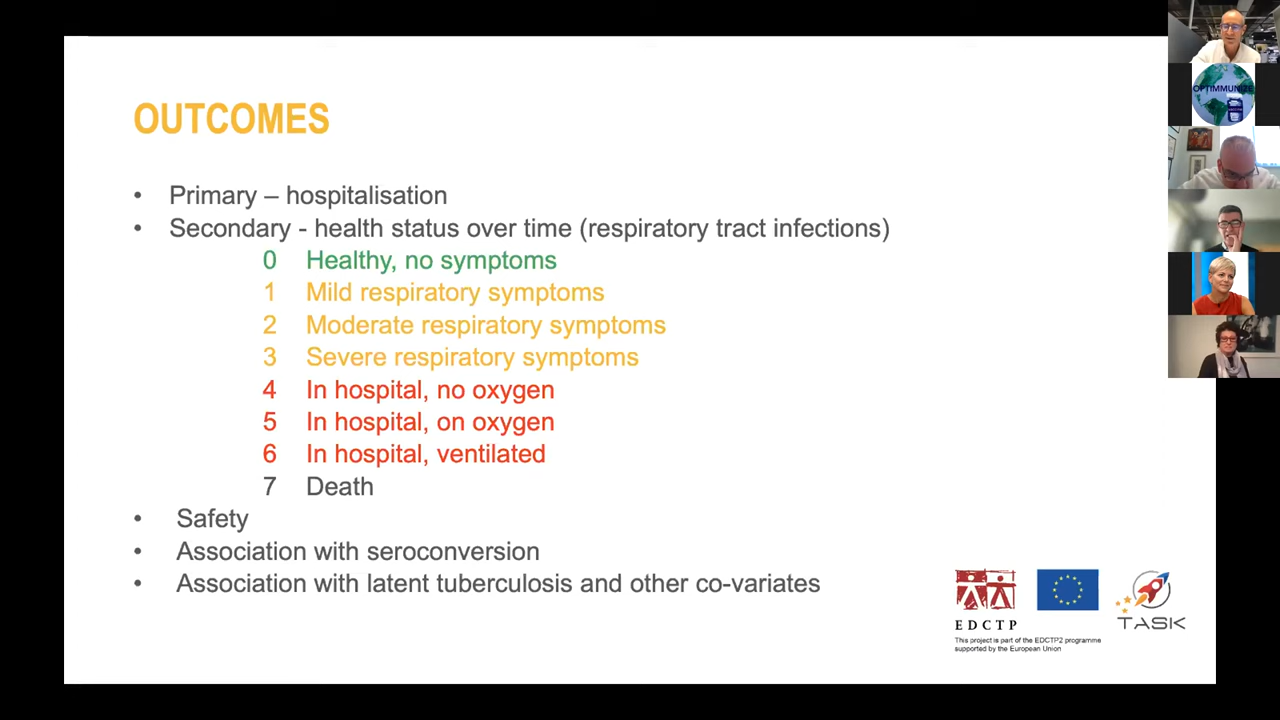 OUTCOMES
• Primary – hospitalisation
• Secondary - health status over time (respiratory tract infections)
0 Healthy, no symptoms
1 Mild respiratory symptoms
2 Moderate respiratory symptoms
3 Severe respiratory symptoms
4 In hospital, no oxygen
5 In hospital, on oxygen
6 In hospital, ventilated
7 Death
• Safety
• Association with seroconversion
• Association with latent tuberculosis and other co-variates
EDCTP
This project is part of the EDCTP2 programme
supported by the European Union
TASK
OPTIMMUNIZE